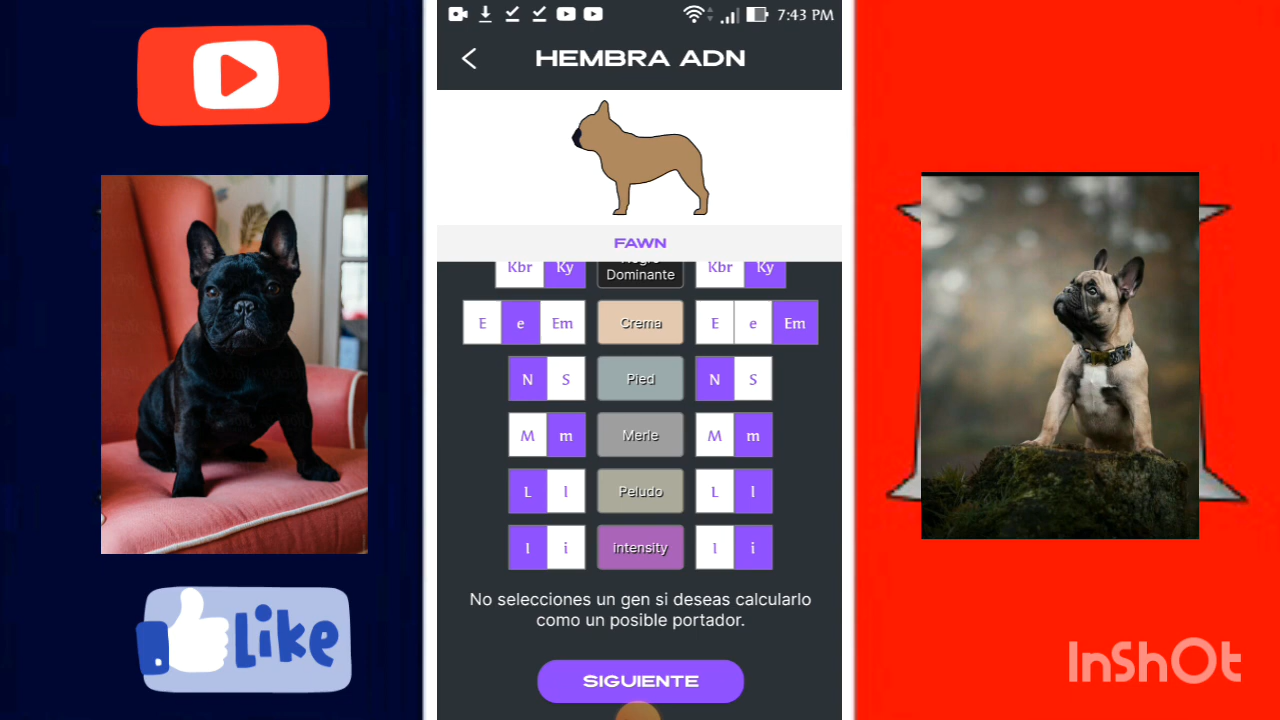 7:43 PM
HEMBRA ADN
FAWN
Kbr Ky Negro Dominante Kbr Ky
E e Em Crema E e Em
N S Pied N S
M m Merle M m
L l Peludo L l
I i intensity I i
No selecciones un gen si deseas calcularlo
como un posible portador.
SIGUIENTE
Like
InShOt